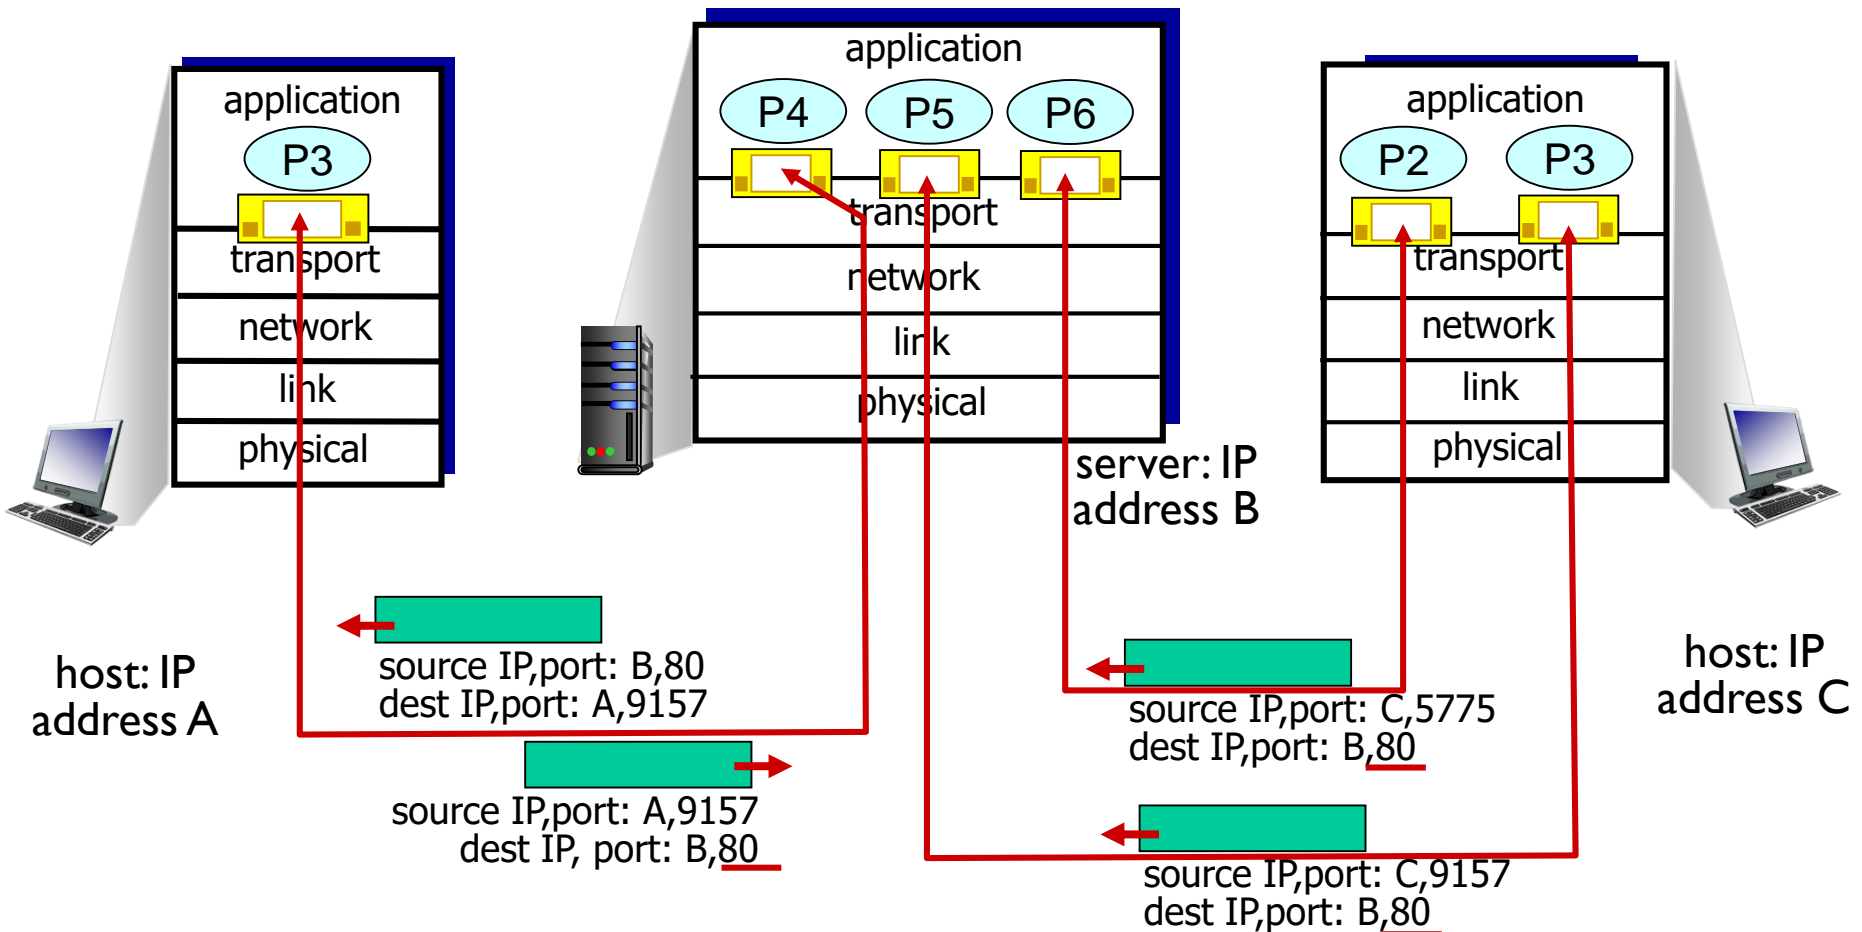 application
P3
transport
network
link
physical
application
P4
P5
P6
transport
network
link
physical
server: IP
address B
application
P2
P3
transport
network
link
physical
host: IP
address A
source IP,port: B,80
dest IP,port: A,9157
source IP,port: A,9157
dest IP, port: B,80
source IP,port: C,5775
dest IP,port: B,80
source IP,port: C,9157
dest IP,port: B,80
host: IP
address C